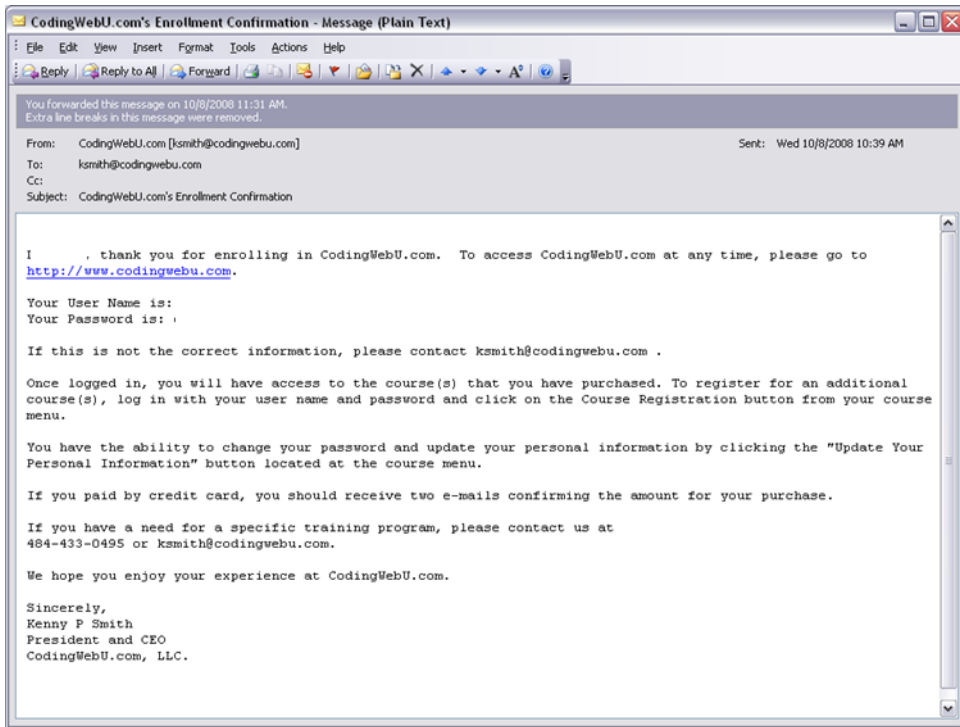 CodingWebU.com's Enrollment Confirmation - Message (Plain Text)
File Edit View Insert Format Tools Actions Help
Reply Reply to All Forward
You forwarded this message on 10/8/2008 11:31 AM.
Extra line breaks in this message were removed.
From: CodingWebU.com [ksmith@codingwebu.com] Sent: Wed 10/8/2008 10:39 AM
To: ksmith@codingwebu.com
Cc:
Subject: CodingWebU.com's Enrollment Confirmation
I , thank you for enrolling in CodingWebU.com. To access CodingWebU.com at any time, please go to
http://www.codingwebu.com.
Your User Name is:
Your Password is:
If this is not the correct information, please contact ksmith@codingwebu.com .
Once logged in, you will have access to the course(s) that you have purchased. To register for an additional
course(s), log in with your user name and password and click on the Course Registration button from your course
menu.
You have the ability to change your password and update your personal information by clicking the "Update Your
Personal Information" button located at the course menu.
If you paid by credit card, you should receive two e-mails confirming the amount for your purchase.
If you have a need for a specific training program, please contact us at
484-433-0495 or ksmith@codingwebu.com.
We hope you enjoy your experience at CodingWebU.com.
Sincerely,
Kenny P Smith
President and CEO
CodingWebU.com, LLC.